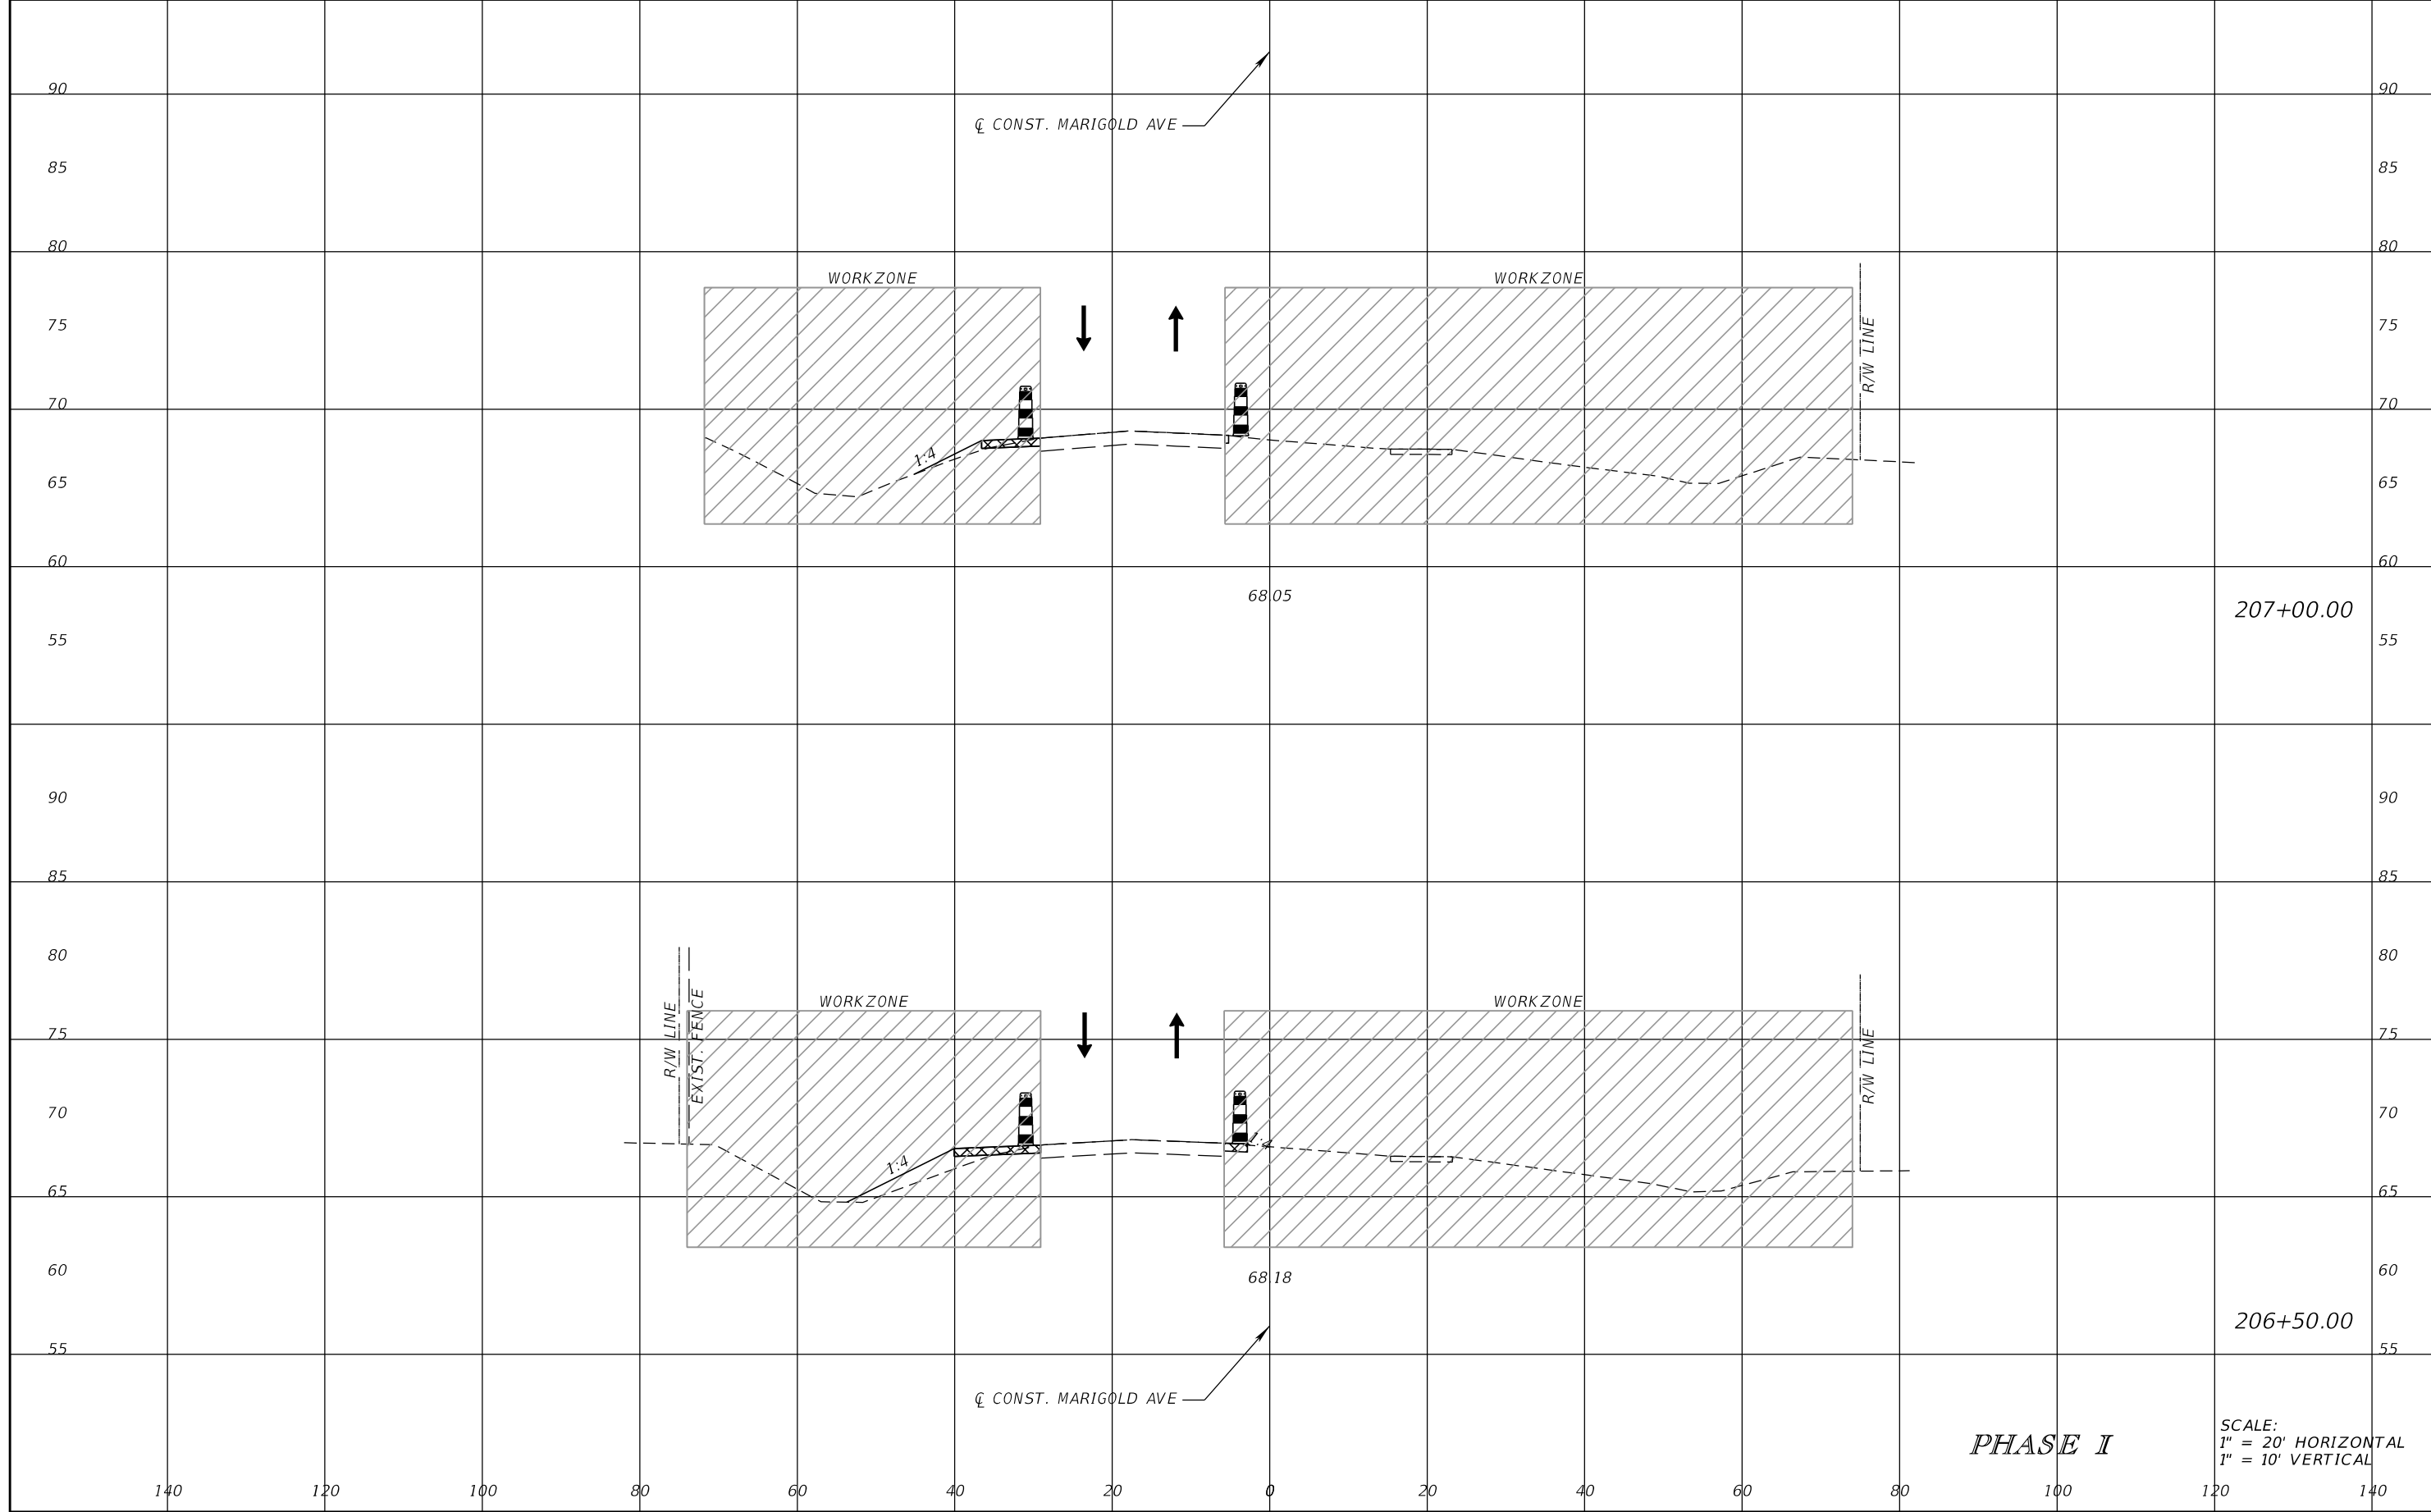 90 90
℄ CONST. MARIGOLD AVE
85 85
80 80
WORKZONE WORKZONE
75 75
R/W LINE
70 70
1:4
65 65
60 60
68.05
207+00.00
55 55
90 90
85 85
80 80
WORKZONE WORKZONE
R/W LINE
EXIST. FENCE
75 75
R/W LINE
70 70
1:4
1:4
65 65
60 60
68.18
206+50.00
55 55
℄ CONST. MARIGOLD AVE
PHASE I
SCALE:
1" = 20' HORIZONTAL
1" = 10' VERTICAL
140 120 100 80 60 40 20 0 20 40 60 80 100 120 140